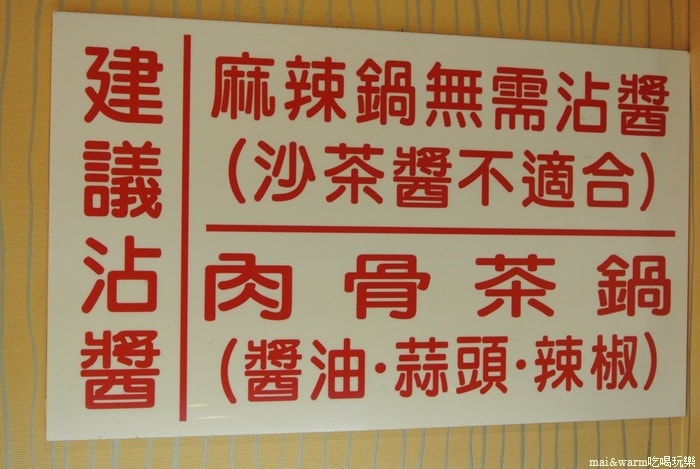 建議沾醬
麻辣鍋無需沾醬
(沙茶醬不適合)
肉骨茶鍋
(醬油·蒜頭·辣椒)
mai&warm吃喝玩樂